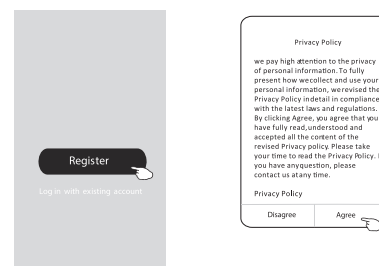 Register
Log in with existing account
Privacy Policy
we pay high attention to the privacy
of personal information. To fully
present how wecollect and use your
personal information, werevised the
Privacy Policy indetail in compliance
with the latest laws and regulations.
By clicking Agree, you agree that you
have fully read,understood and
accepted all the content of the
revised Privacy policy. Please take
your time to read the Privacy Policy.
you have anyquestion, please
contact us atany time.
Privacy Policy
Disagree
Agree